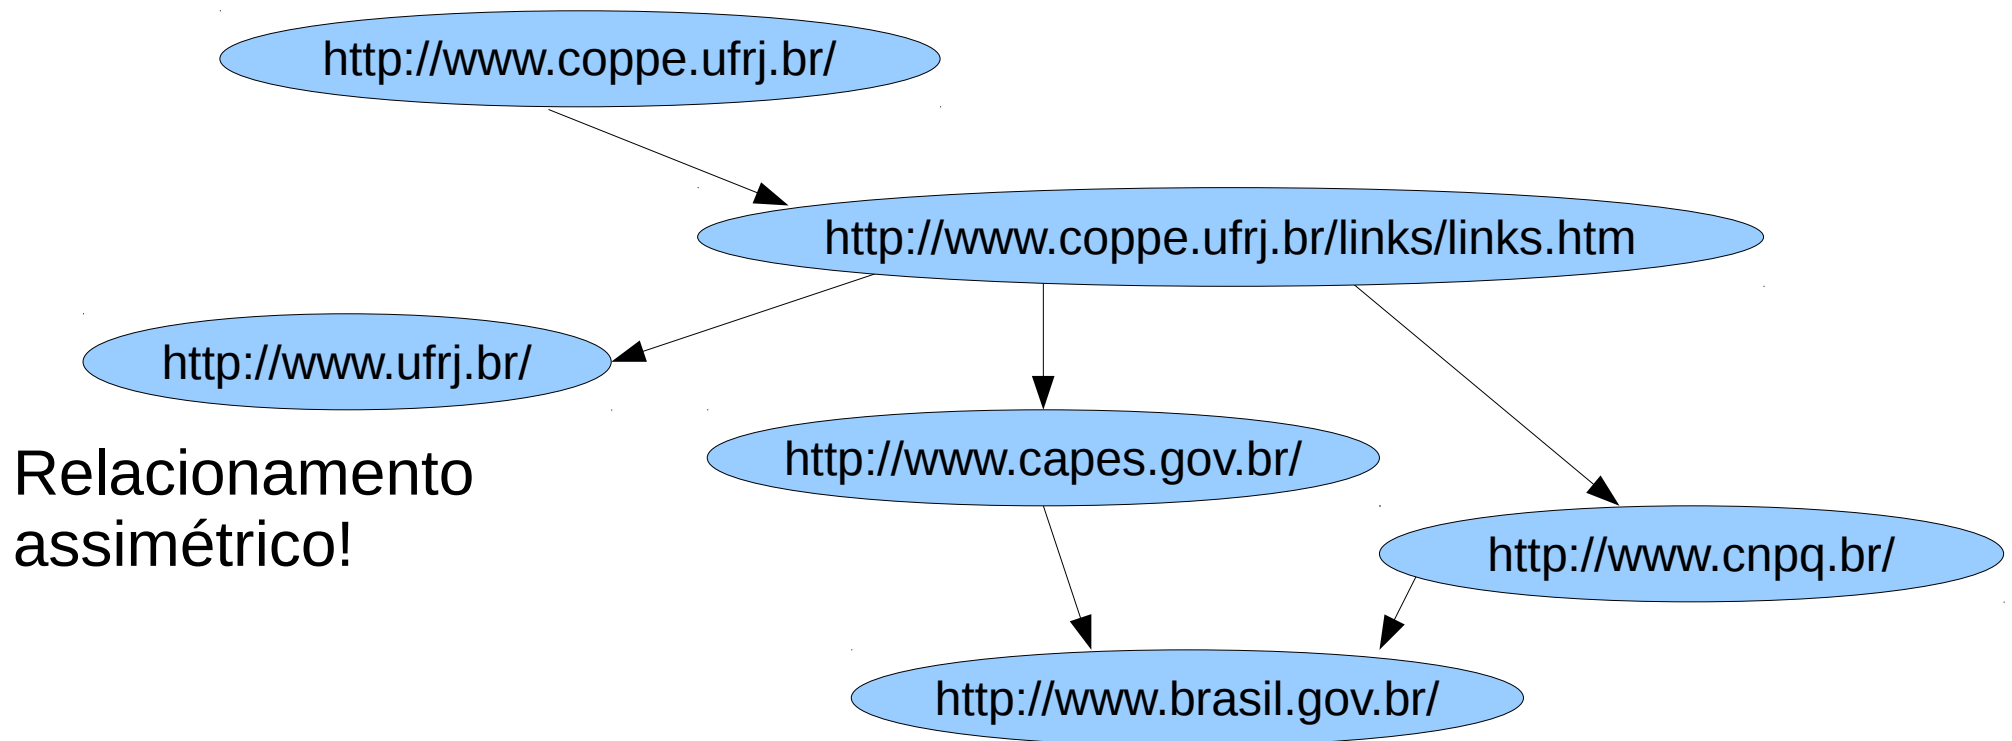 http://www.coppe.ufrj.br/
http://www.coppe.ufrj.br/links/links.htm
http://www.ufrj.br/
http://www.capes.gov.br/
Relacionamento
assimétrico!
http://www.cnpq.br/
http://www.brasil.gov.br/